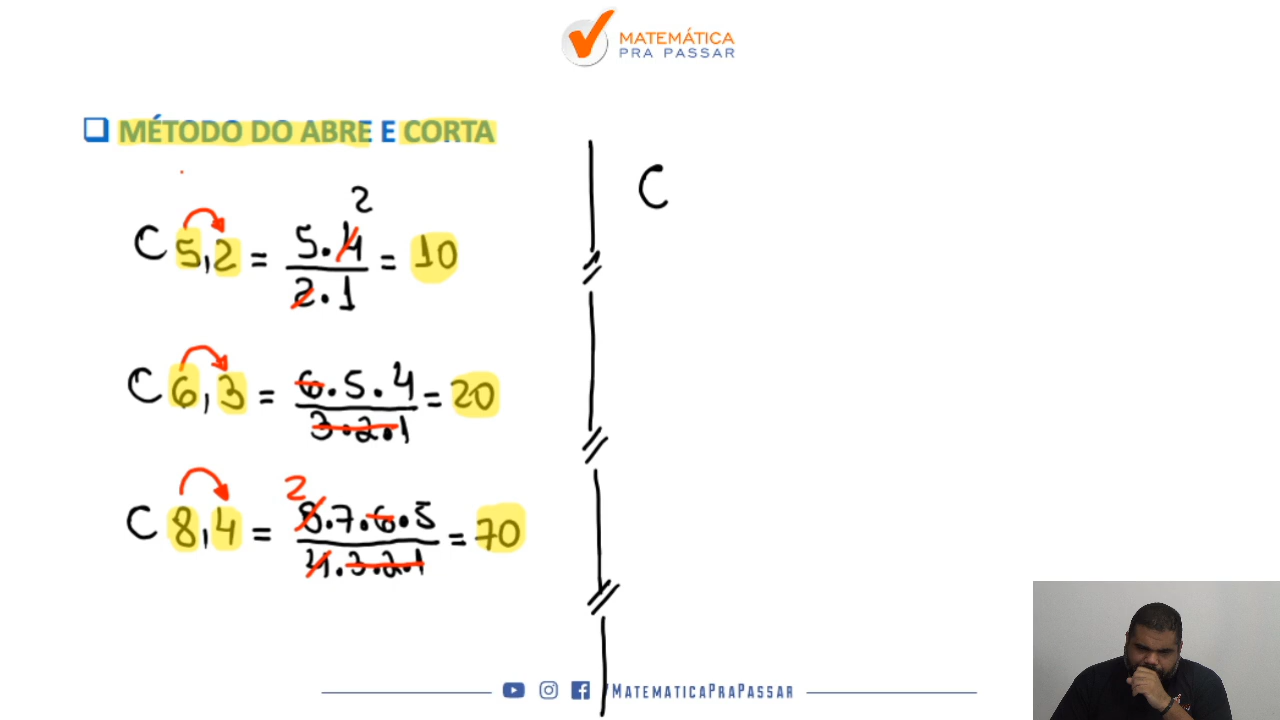 MATEMÁTICA
PRA PASSAR
MÉTODO DO ABRE E CORTA
C 5,2 = 5.4 / 2.1 = 10
2
C 6,3 = 6.5.4 / 3.2.1 = 20
C 8,4 = 8.7.6.5 / 4.3.2.1 = 70
2
C
#MATEMATICAPRAPASSAR